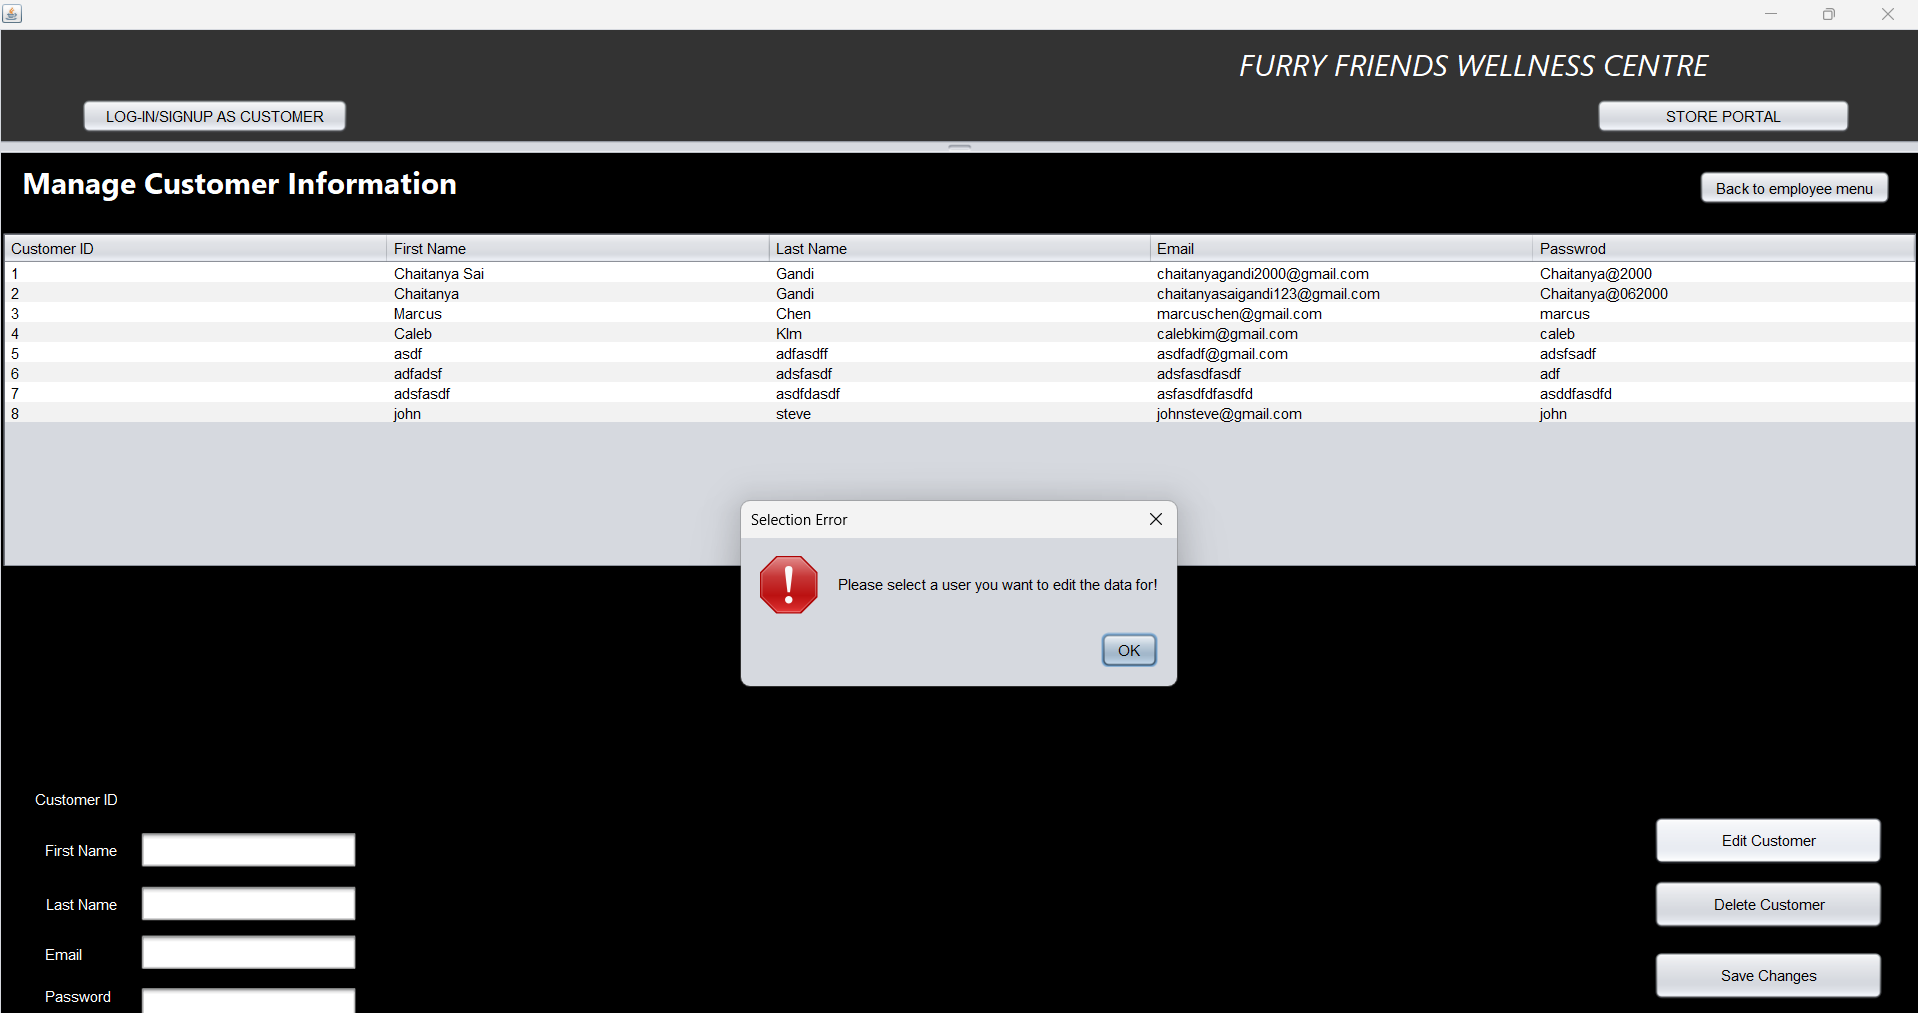 FURRY FRIENDS WELLNESS CENTRE
LOG-IN/SIGNUP AS CUSTOMER
STORE PORTAL
Manage Customer Information
Back to employee menu
Customer ID First Name Last Name Email Passwrod
1 Chaitanya Sai Gandi chaitanyagandi2000@gmail.com Chaitanya@2000
2 Chaitanya Gandi chaitanyasaigandi123@gmail.com Chaitanya@062000
3 Marcus Chen marcuschen@gmail.com marcus
4 Caleb KIm calebkim@gmail.com caleb
5 asdf adfasdff asdfadf@gmail.com adsfsadf
6 adfadsf adsfasdf adsfasdfasdf adf
7 adsfasdf asdfdasdf asfasdfdfasdfd asddfasdfd
8 john steve johnsteve@gmail.com john
Selection Error
Please select a user you want to edit the data for!
OK
Customer ID
First Name
Last Name
Email
Password
Edit Customer
Delete Customer
Save Changes